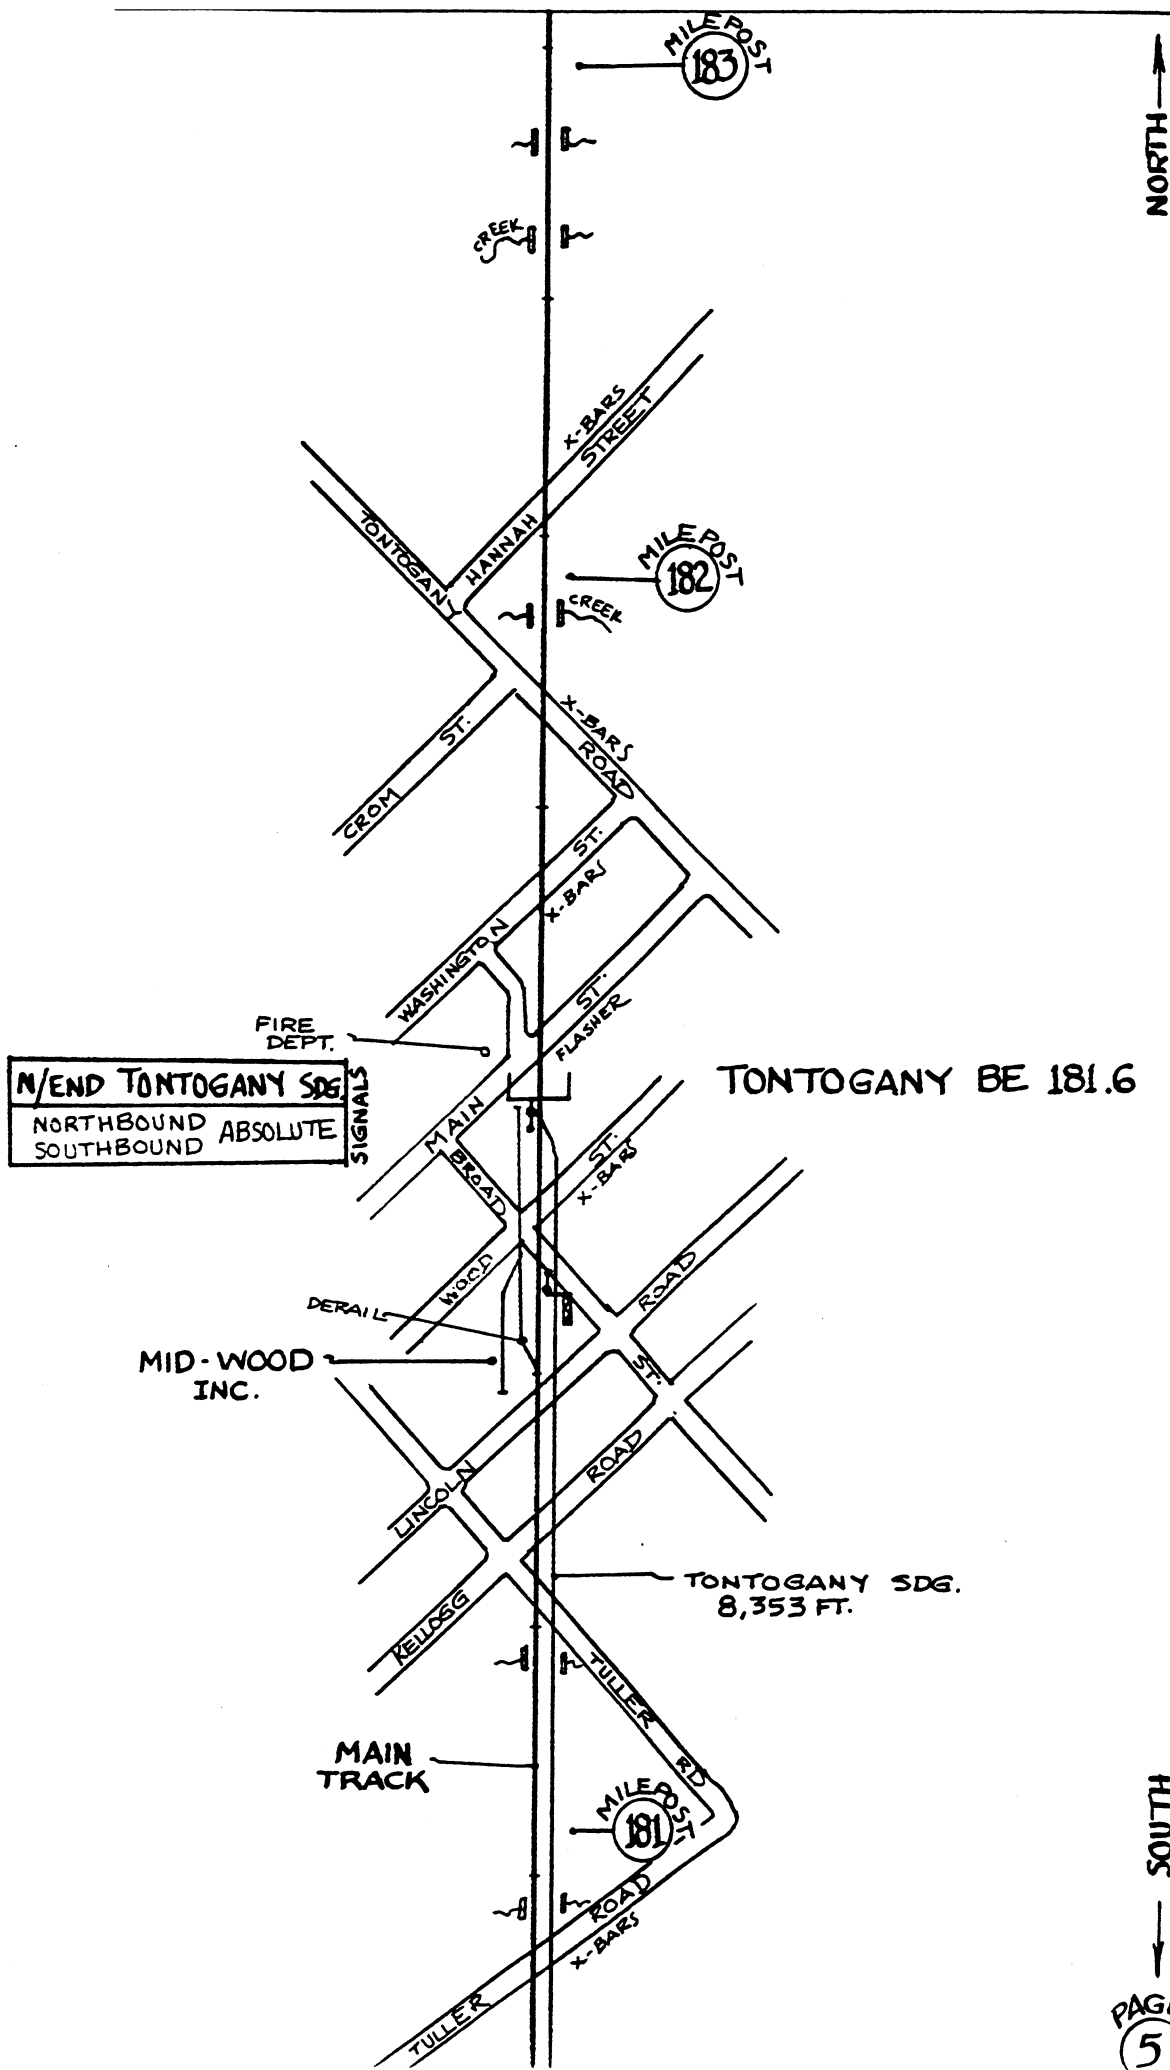 MILEPOST
183
NORTH
CREEK
X-BARS
HANNAH STREET
MILEPOST
182
TONTOGANY ROAD
CREEK
X-BARS
CROM ST.
WASHINGTON ST.
X-BARS
FIRE
DEPT.
MAIN ST.
FLASHER
N/END TONTOGANY SDG.
NORTHBOUND
SOUTHBOUND
ABSOLUTE
SIGNALS
TONTOGANY BE 181.6
BROAD ST.
WOOD ST.
X-BARS
DERAIL
MID-WOOD
INC.
LINCOLN ROAD
KELLOGG ROAD
TONTOGANY SDG.
8,353 FT.
TULLER RD
MAIN
TRACK
MILEPOST
181
TULLER ROAD
X-BARS
SOUTH
PAGE
5